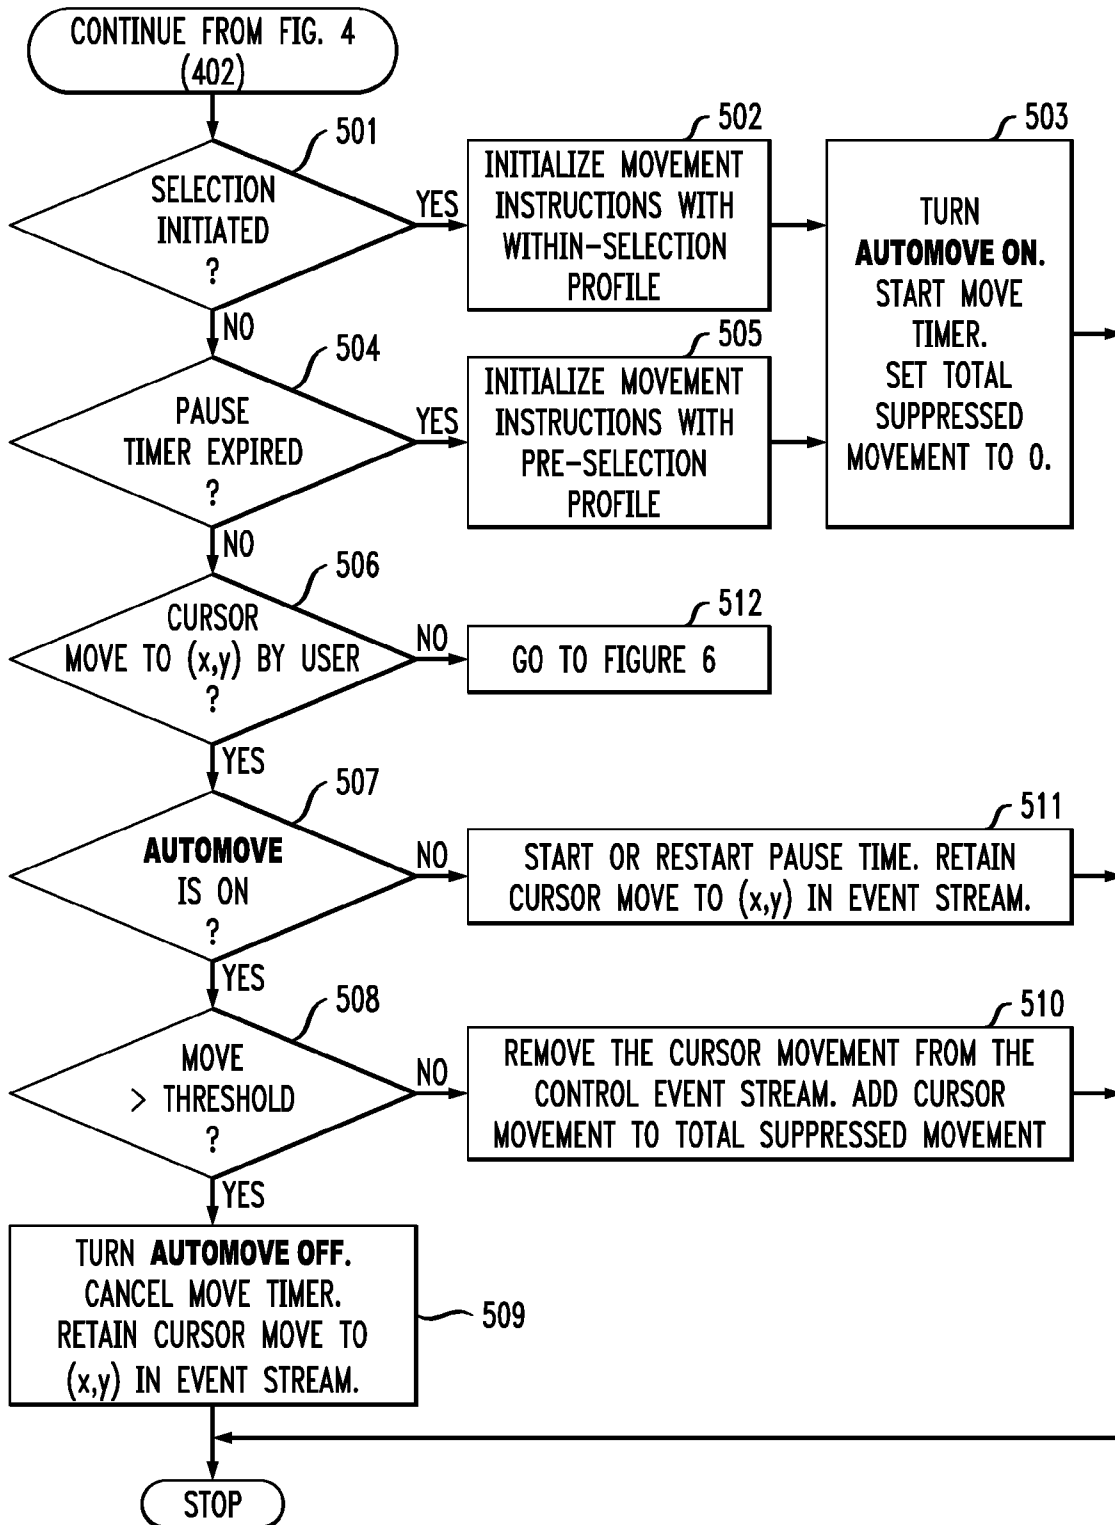 CONTINUE FROM FIG. 4
(402)
501
SELECTION
INITIATED
?
YES
NO
502
INITIALIZE MOVEMENT
INSTRUCTIONS WITH
WITHIN-SELECTION
PROFILE
503
TURN
AUTOMOVE ON.
START MOVE
TIMER.
SET TOTAL
SUPPRESSED
MOVEMENT TO 0.
504
PAUSE
TIMER EXPIRED
?
YES
NO
505
INITIALIZE MOVEMENT
INSTRUCTIONS WITH
PRE-SELECTION
PROFILE
506
CURSOR
MOVE TO (x,y) BY USER
?
NO
YES
512
GO TO FIGURE 6
507
AUTOMOVE
IS ON
?
NO
YES
511
START OR RESTART PAUSE TIME. RETAIN
CURSOR MOVE TO (x,y) IN EVENT STREAM.
508
MOVE
> THRESHOLD
?
NO
YES
510
REMOVE THE CURSOR MOVEMENT FROM THE
CONTROL EVENT STREAM. ADD CURSOR
MOVEMENT TO TOTAL SUPPRESSED MOVEMENT
TURN AUTOMOVE OFF.
CANCEL MOVE TIMER.
RETAIN CURSOR MOVE TO
(x,y) IN EVENT STREAM.
509
STOP